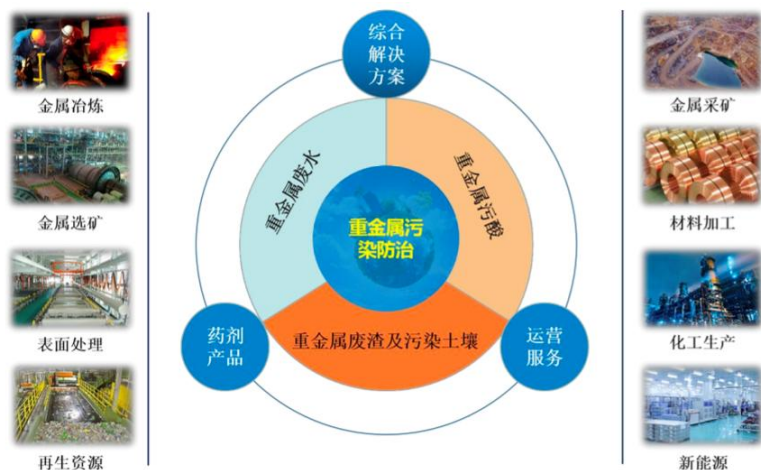 金属冶炼
金属选矿
表面处理
再生资源
综合
解决
方案
重金属废水
重金属污酸
重金属污
染防治
重金属废渣及污染土壤
药剂
产品
运营
服务
金属采矿
材料加工
化工生产
新能源